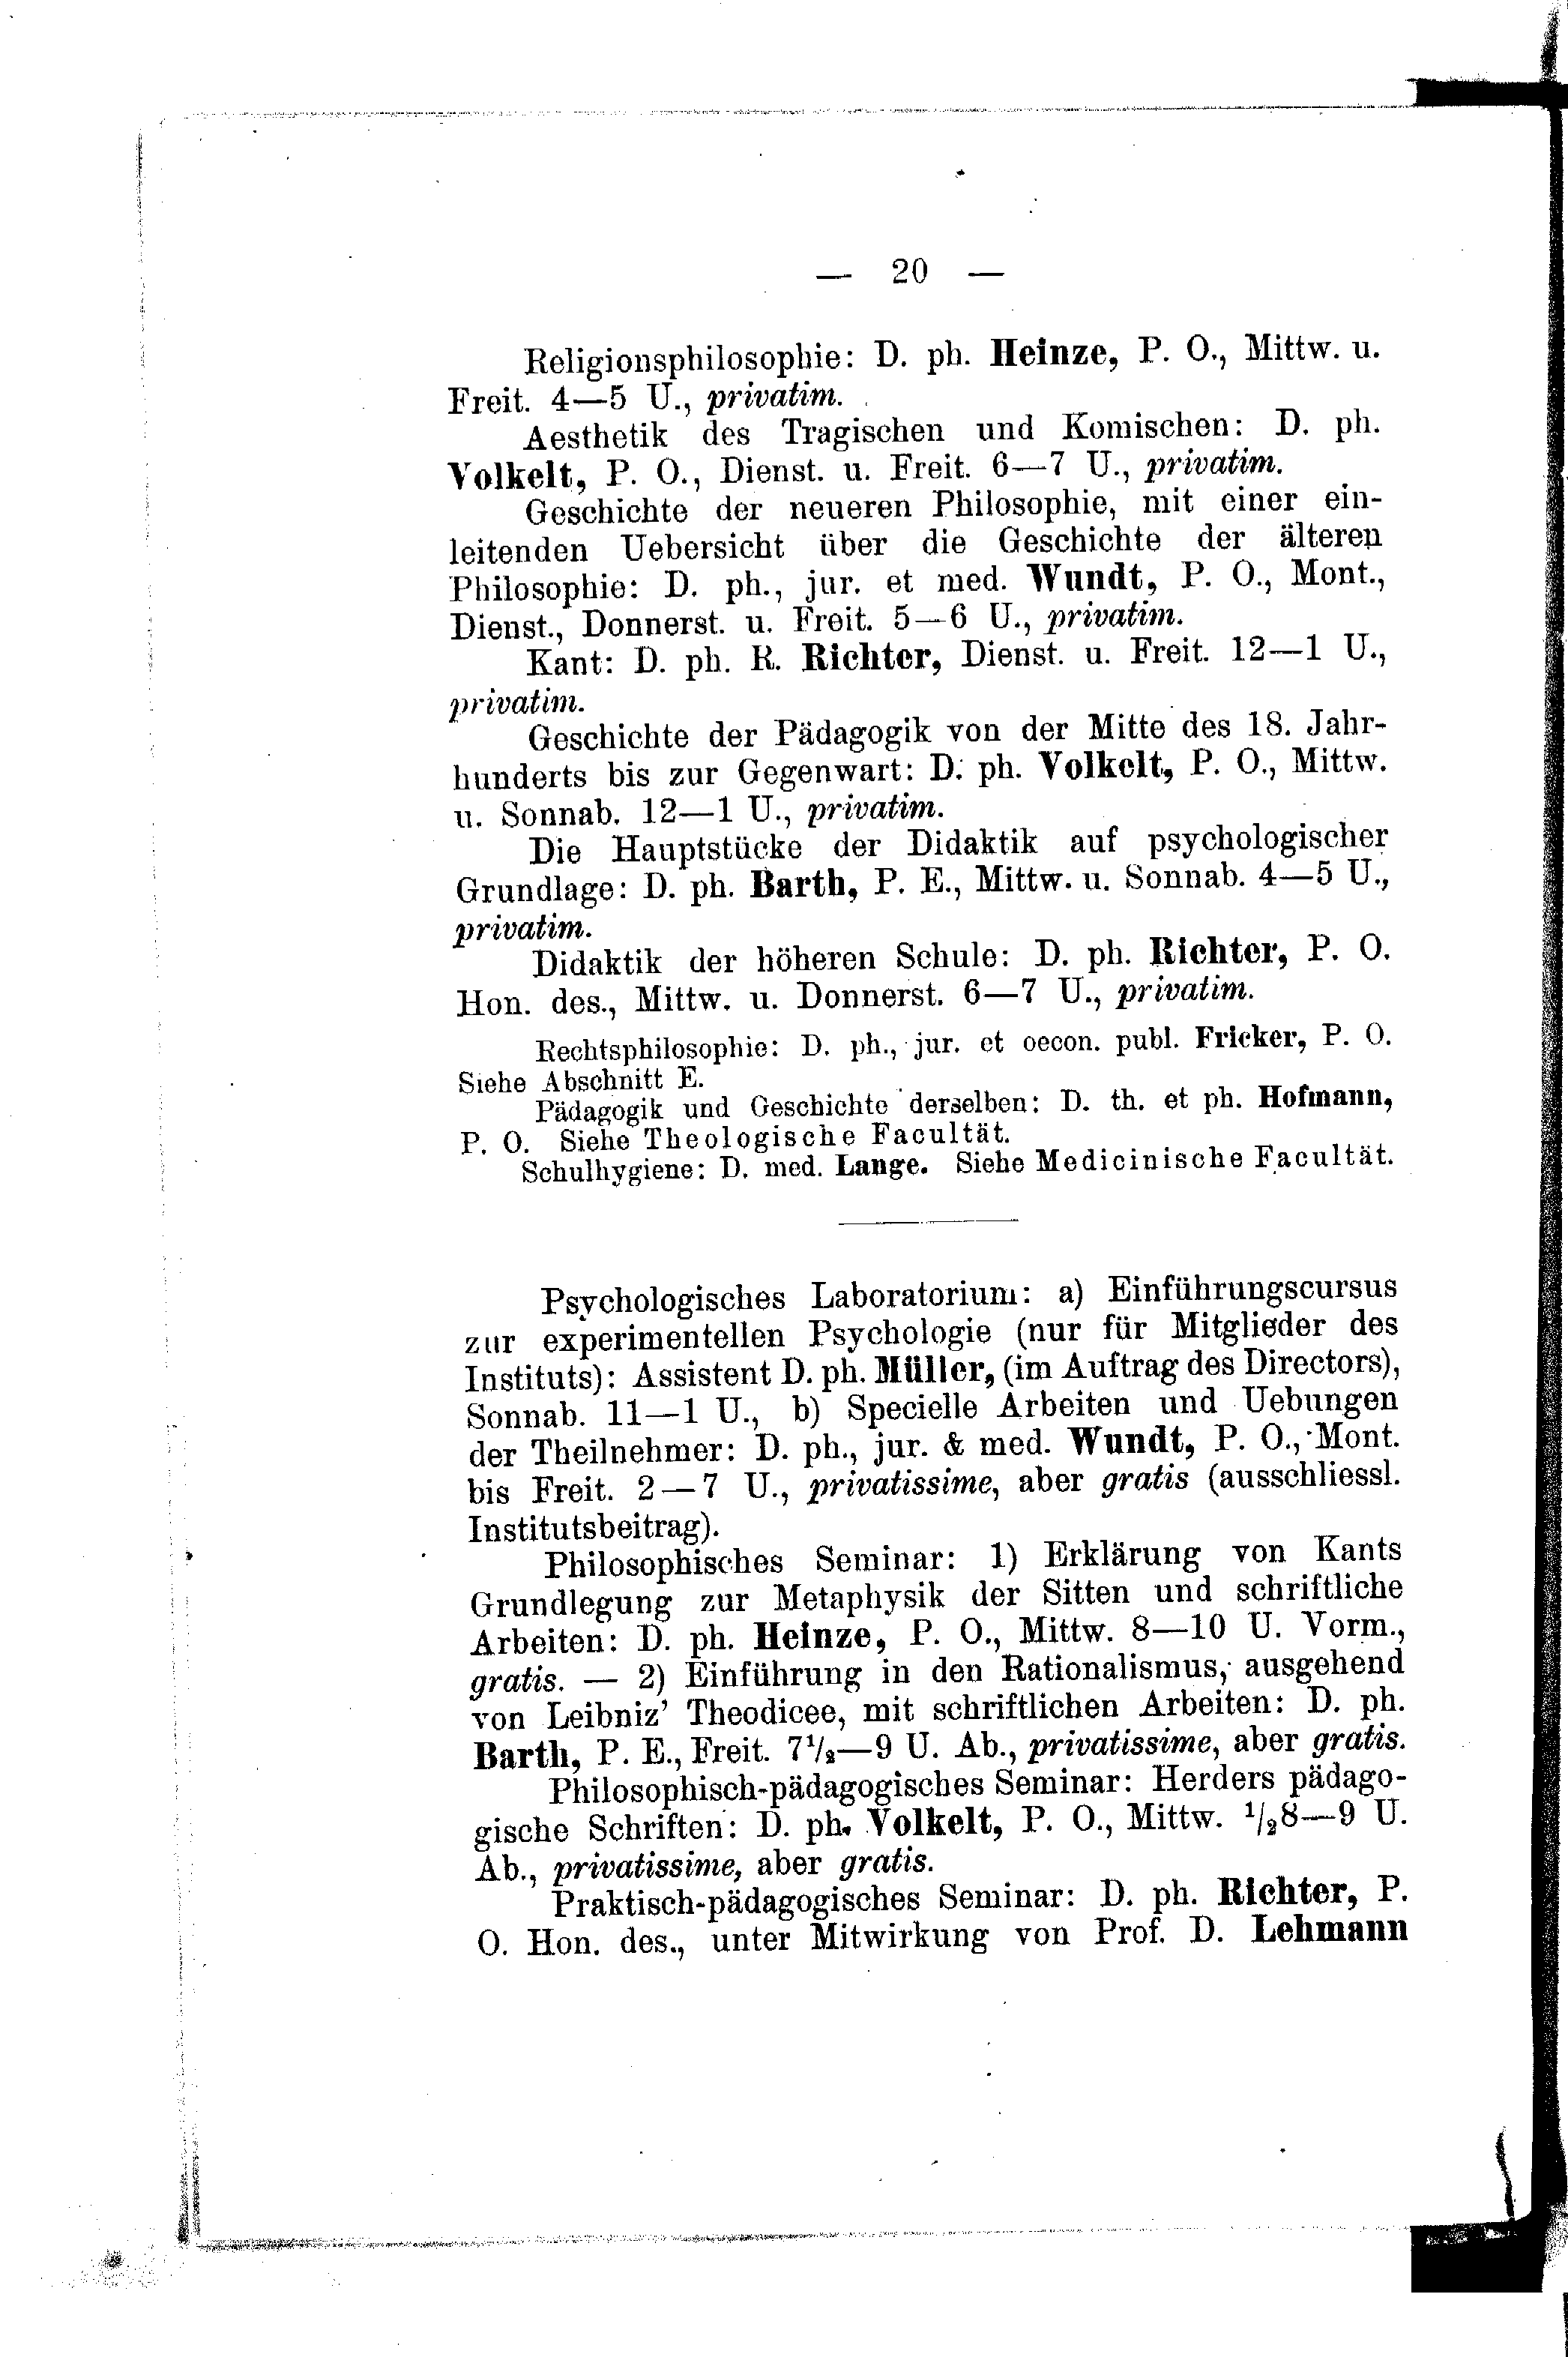 — 20 —
Religionsphilosophie: D. ph. Heinze, P. O., Mittw. u.
Freit. 4—5 U., privatim.
Aesthetik des Tragischen und Komischen: D. ph.
Volkelt, P. O., Dienst. u. Freit. 6—7 U., privatim.
Geschichte der neueren Philosophie, mit einer ein-
leitenden Uebersicht über die Geschichte der älteren
Philosophie: D. ph., jur. et med. Wundt, P. O., Mont.,
Dienst., Donnerst. u. Freit. 5—6 U., privatim.
Kant: D. ph. R. Richter, Dienst. u. Freit. 12—1 U.,
privatim.
Geschichte der Pädagogik von der Mitte des 18. Jahr-
hunderts bis zur Gegenwart: D. ph. Volkelt, P. O., Mittw.
u. Sonnab. 12—1 U., privatim.
Die Hauptstücke der Didaktik auf psychologischer
Grundlage: D. ph. Barth, P. E., Mittw. u. Sonnab. 4—5 U.,
privatim.
Didaktik der höheren Schule: D. ph. Richter, P. O.
Hon. des., Mittw. u. Donnerst. 6—7 U., privatim.
Rechtsphilosophie: D. ph., jur. et oecon. publ. Fricker, P. O.
Siehe Abschnitt E.
Pädagogik und Geschichte derselben: D. th. et ph. Hofmann,
P. O. Siehe Theologische Facultät.
Schulhygiene: D. med. Lange. Siehe Medicinische Facultät.
Psychologisches Laboratorium: a) Einführungscursus
zur experimentellen Psychologie (nur für Mitglieder des
Instituts): Assistent D. ph. Müller, (im Auftrag des Directors),
Sonnab. 11—1 U., b) Specielle Arbeiten und Uebungen
der Theilnehmer: D. ph., jur. & med. Wundt, P. O., Mont.
bis Freit. 2—7 U., privatissime, aber gratis (ausschliessl.
Institutsbeitrag).
Philosophisches Seminar: 1) Erklärung von Kants
Grundlegung zur Metaphysik der Sitten und schriftliche
Arbeiten: D. ph. Heinze, P. O., Mittw. 8—10 U. Vorm.,
gratis. — 2) Einführung in den Rationalismus, ausgehend
von Leibniz' Theodicee, mit schriftlichen Arbeiten: D. ph.
Barth, P. E., Freit. 7½—9 U. Ab., privatissime, aber gratis.
Philosophisch-pädagogisches Seminar: Herders pädago-
gische Schriften: D. ph. Volkelt, P. O., Mittw. ½8—9 U.
Ab., privatissime, aber gratis.
Praktisch-pädagogisches Seminar: D. ph. Richter, P.
O. Hon. des., unter Mitwirkung von Prof. D. Lehmann